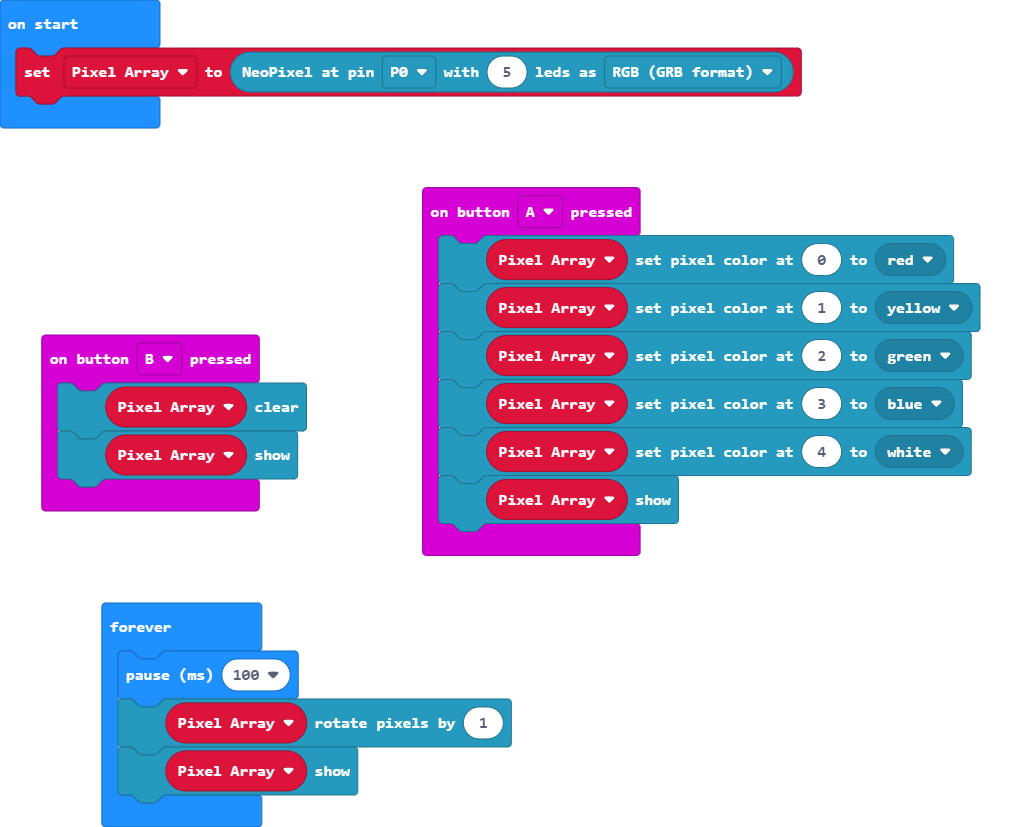 on start
set Pixel Array to NeoPixel at pin P0 with 5 leds as RGB (GRB format)
on button A pressed
Pixel Array set pixel color at 0 to red
Pixel Array set pixel color at 1 to yellow
Pixel Array set pixel color at 2 to green
Pixel Array set pixel color at 3 to blue
Pixel Array set pixel color at 4 to white
Pixel Array show
on button B pressed
Pixel Array clear
Pixel Array show
forever
pause (ms) 100
Pixel Array rotate pixels by 1
Pixel Array show